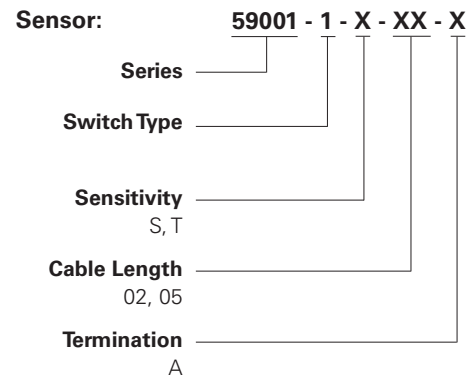 Sensor: 59001 - 1 - X - XX - X
Series
Switch Type
Sensitivity
S, T
Cable Length
02, 05
Termination
A